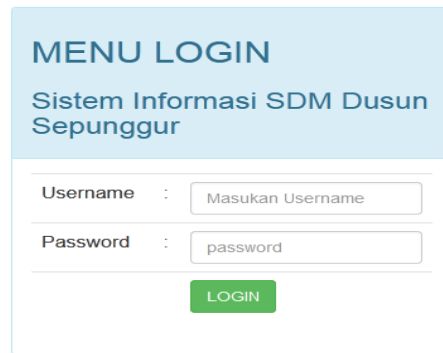 MENU LOGIN
Sistem Informasi SDM Dusun
Sepunggur
Username : Masukan Username
Password : password
LOGIN